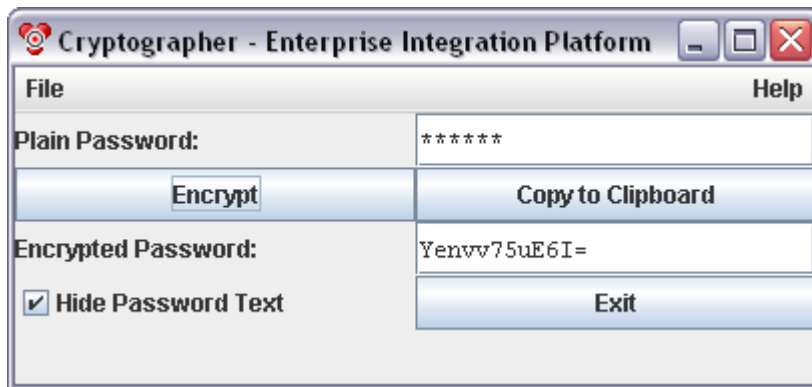 Cryptographer - Enterprise Integration Platform
File Help
Plain Password: ******
Encrypt Copy to Clipboard
Encrypted Password: Yenvv75uE6I=
Hide Password Text Exit